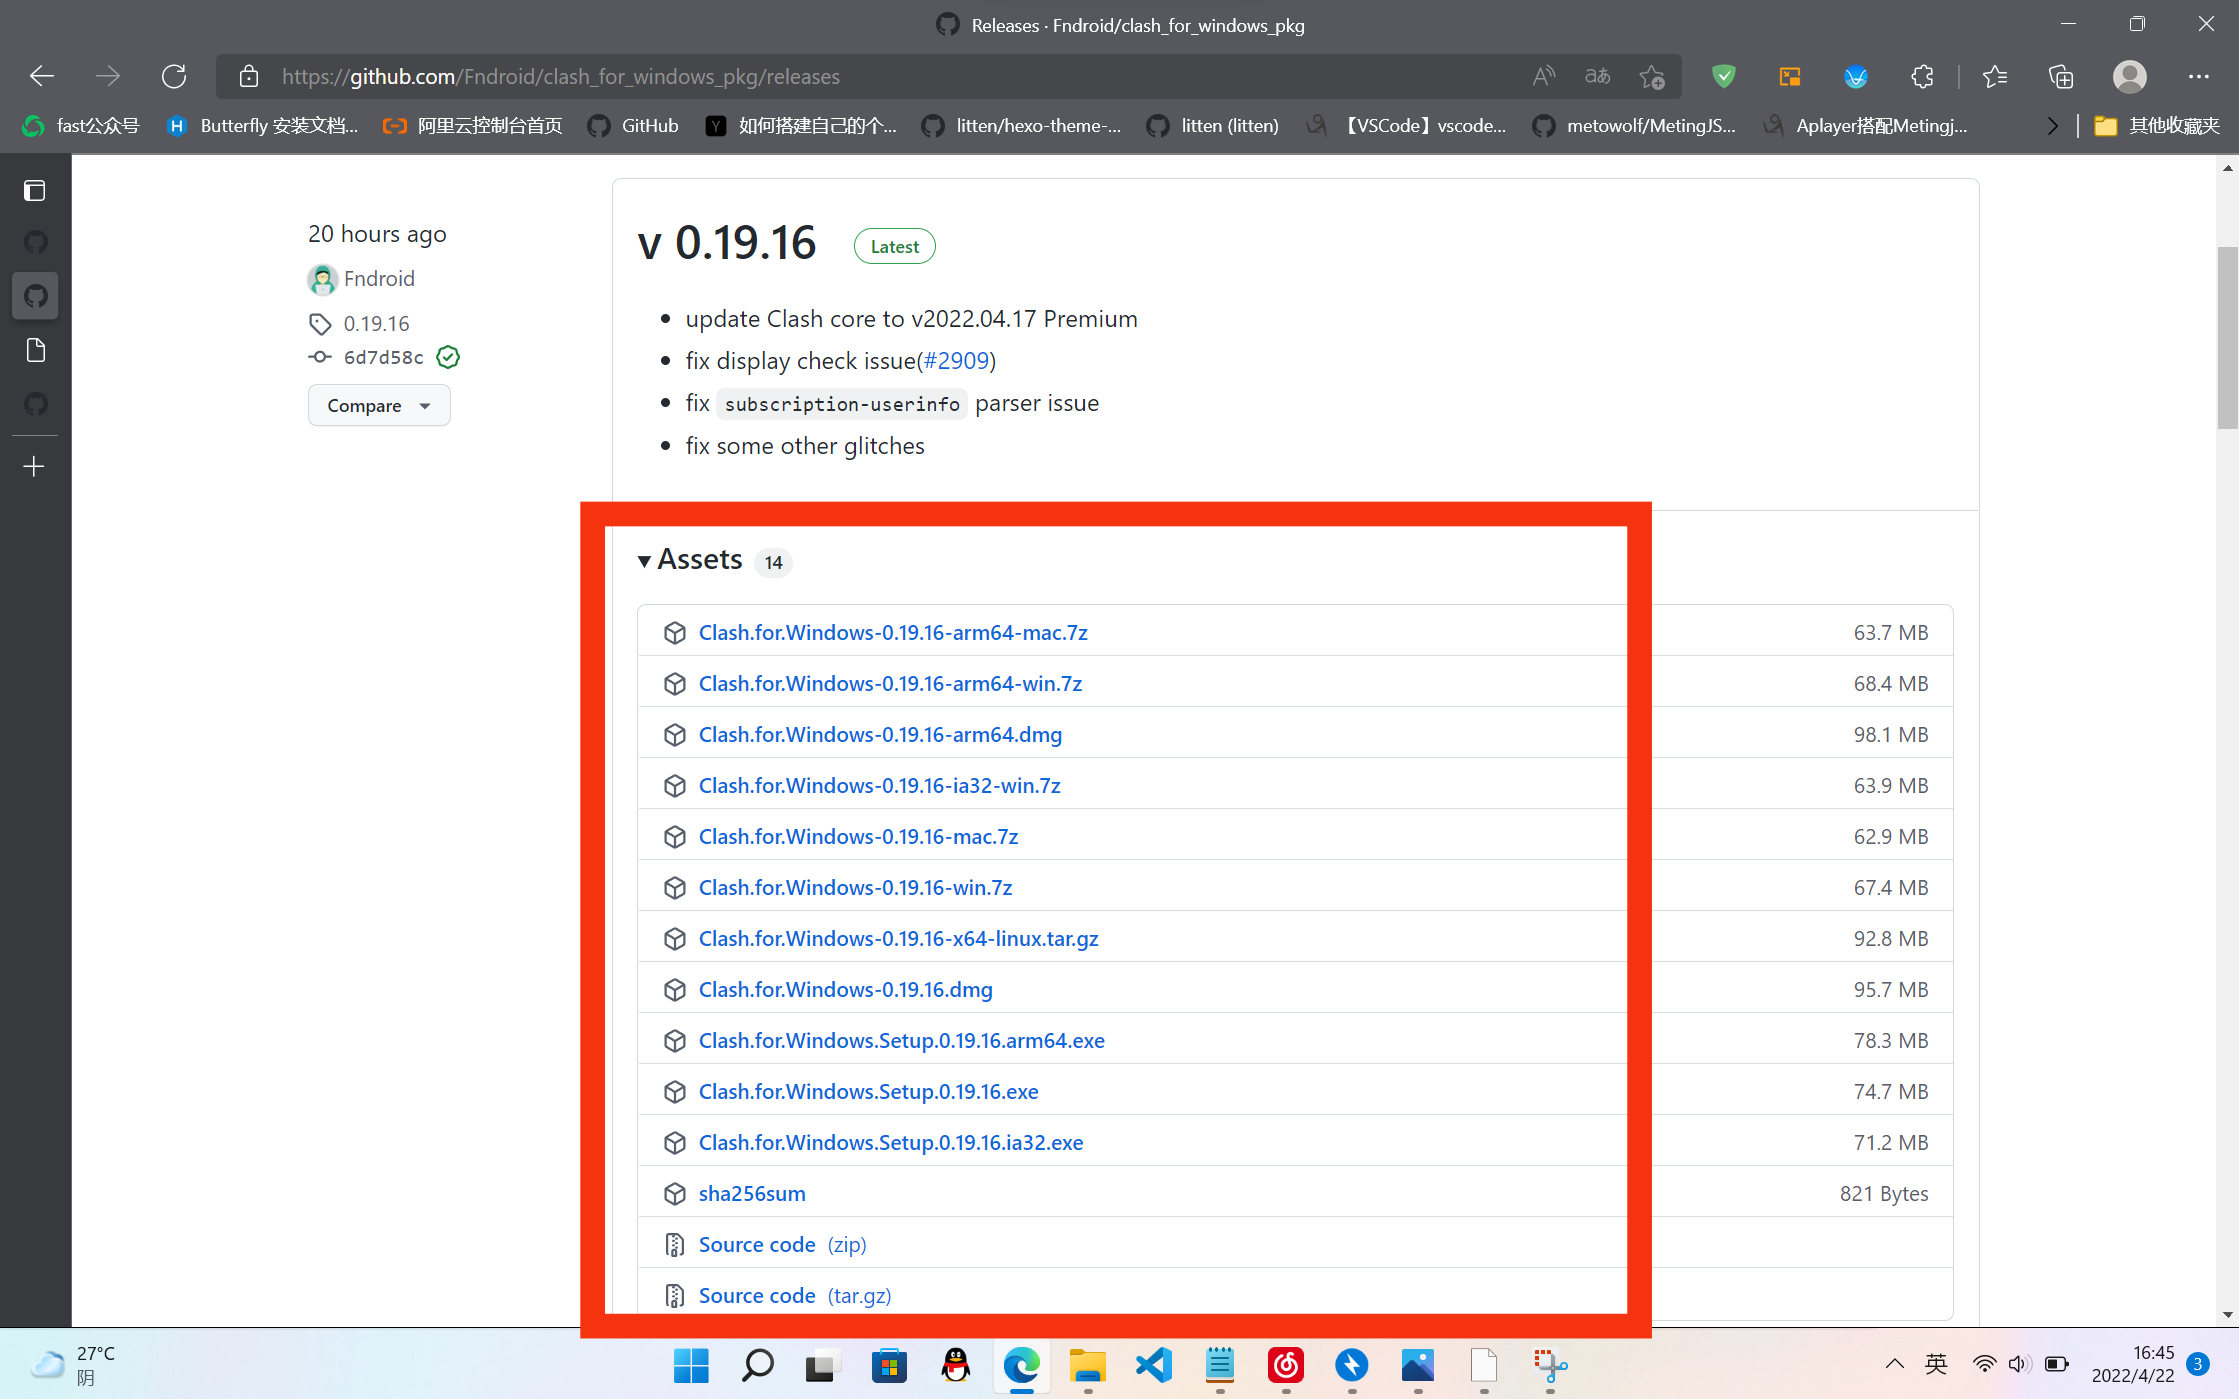 Releases · Fndroid/clash_for_windows_pkg
https://github.com/Fndroid/clash_for_windows_pkg/releases
fast公众号
Butterfly 安装文档...
阿里云控制台首页
GitHub
如何搭建自己的个...
litten/hexo-theme-...
litten (litten)
【VSCode】vscode...
metowolf/MetingJS...
Aplayer搭配Metingj...
其他收藏夹
20 hours ago
Fndroid
0.19.16
6d7d58c
Compare
v 0.19.16
Latest
update Clash core to v2022.04.17 Premium
fix display check issue(#2909)
fix subscription-userinfo parser issue
fix some other glitches
Assets 14
Clash.for.Windows-0.19.16-arm64-mac.7z 63.7 MB
Clash.for.Windows-0.19.16-arm64-win.7z 68.4 MB
Clash.for.Windows-0.19.16-arm64.dmg 98.1 MB
Clash.for.Windows-0.19.16-ia32-win.7z 63.9 MB
Clash.for.Windows-0.19.16-mac.7z 62.9 MB
Clash.for.Windows-0.19.16-win.7z 67.4 MB
Clash.for.Windows-0.19.16-x64-linux.tar.gz 92.8 MB
Clash.for.Windows-0.19.16.dmg 95.7 MB
Clash.for.Windows.Setup.0.19.16.arm64.exe 78.3 MB
Clash.for.Windows.Setup.0.19.16.exe 74.7 MB
Clash.for.Windows.Setup.0.19.16.ia32.exe 71.2 MB
sha256sum 821 Bytes
Source code (zip)
Source code (tar.gz)
27°C
阴
英
16:45
2022/4/22
3